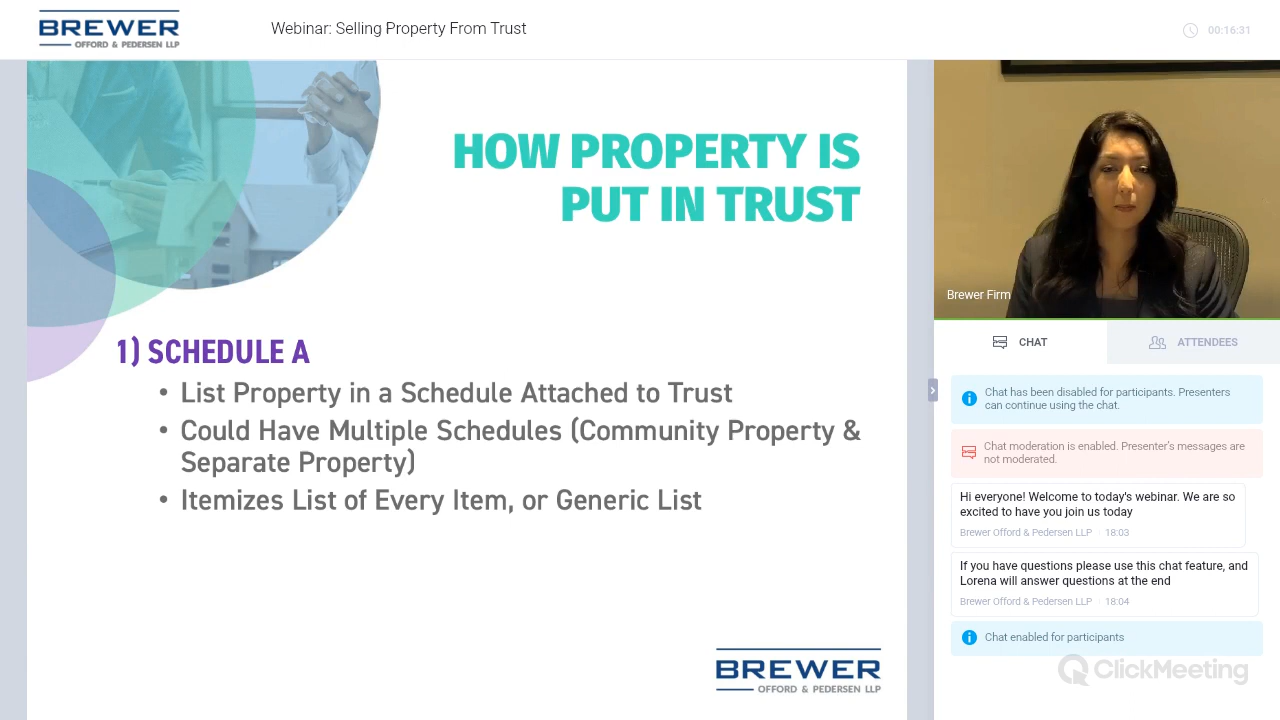 BREWER
OFFORD & PEDERSEN LLP
Webinar: Selling Property From Trust
00:16:31
HOW PROPERTY IS
PUT IN TRUST
1) SCHEDULE A
• List Property in a Schedule Attached to Trust
• Could Have Multiple Schedules (Community Property &
Separate Property)
• Itemizes List of Every Item, or Generic List
BREWER
OFFORD & PEDERSEN LLP
Brewer Firm
CHAT
ATTENDEES
Chat has been disabled for participants. Presenters
can continue using the chat.
Chat moderation is enabled. Presenter's messages are
not moderated.
Hi everyone! Welcome to today's webinar. We are so
excited to have you join us today
Brewer Offord & Pedersen LLP 18:03
If you have questions please use this chat feature, and
Lorena will answer questions at the end
Brewer Offord & Pedersen LLP 18:04
Chat enabled for participants
ClickMeeting